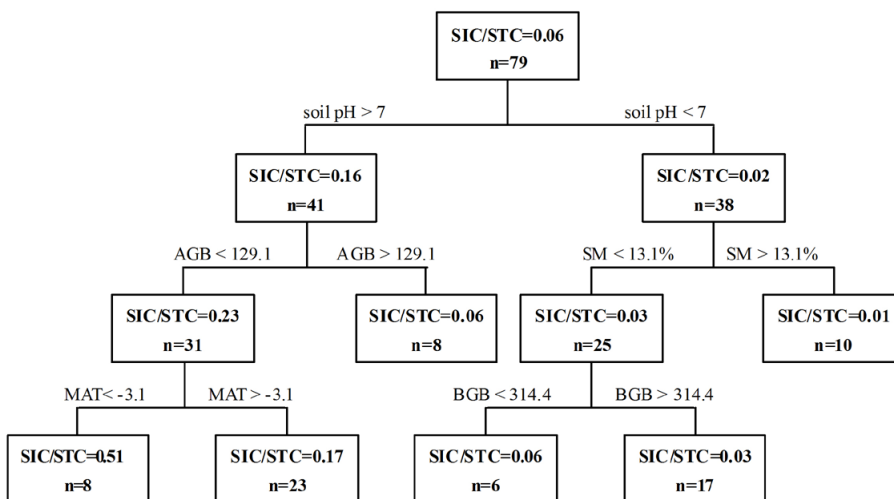 SIC/STC=0.06
n=79
soil pH > 7
soil pH < 7
SIC/STC=0.16
n=41
SIC/STC=0.02
n=38
AGB < 129.1
AGB > 129.1
SM < 13.1%
SM > 13.1%
SIC/STC=0.23
n=31
SIC/STC=0.06
n=8
SIC/STC=0.03
n=25
SIC/STC=0.01
n=10
MAT< -3.1
MAT > -3.1
BGB < 314.4
BGB > 314.4
SIC/STC=0.51
n=8
SIC/STC=0.17
n=23
SIC/STC=0.06
n=6
SIC/STC=0.03
n=17